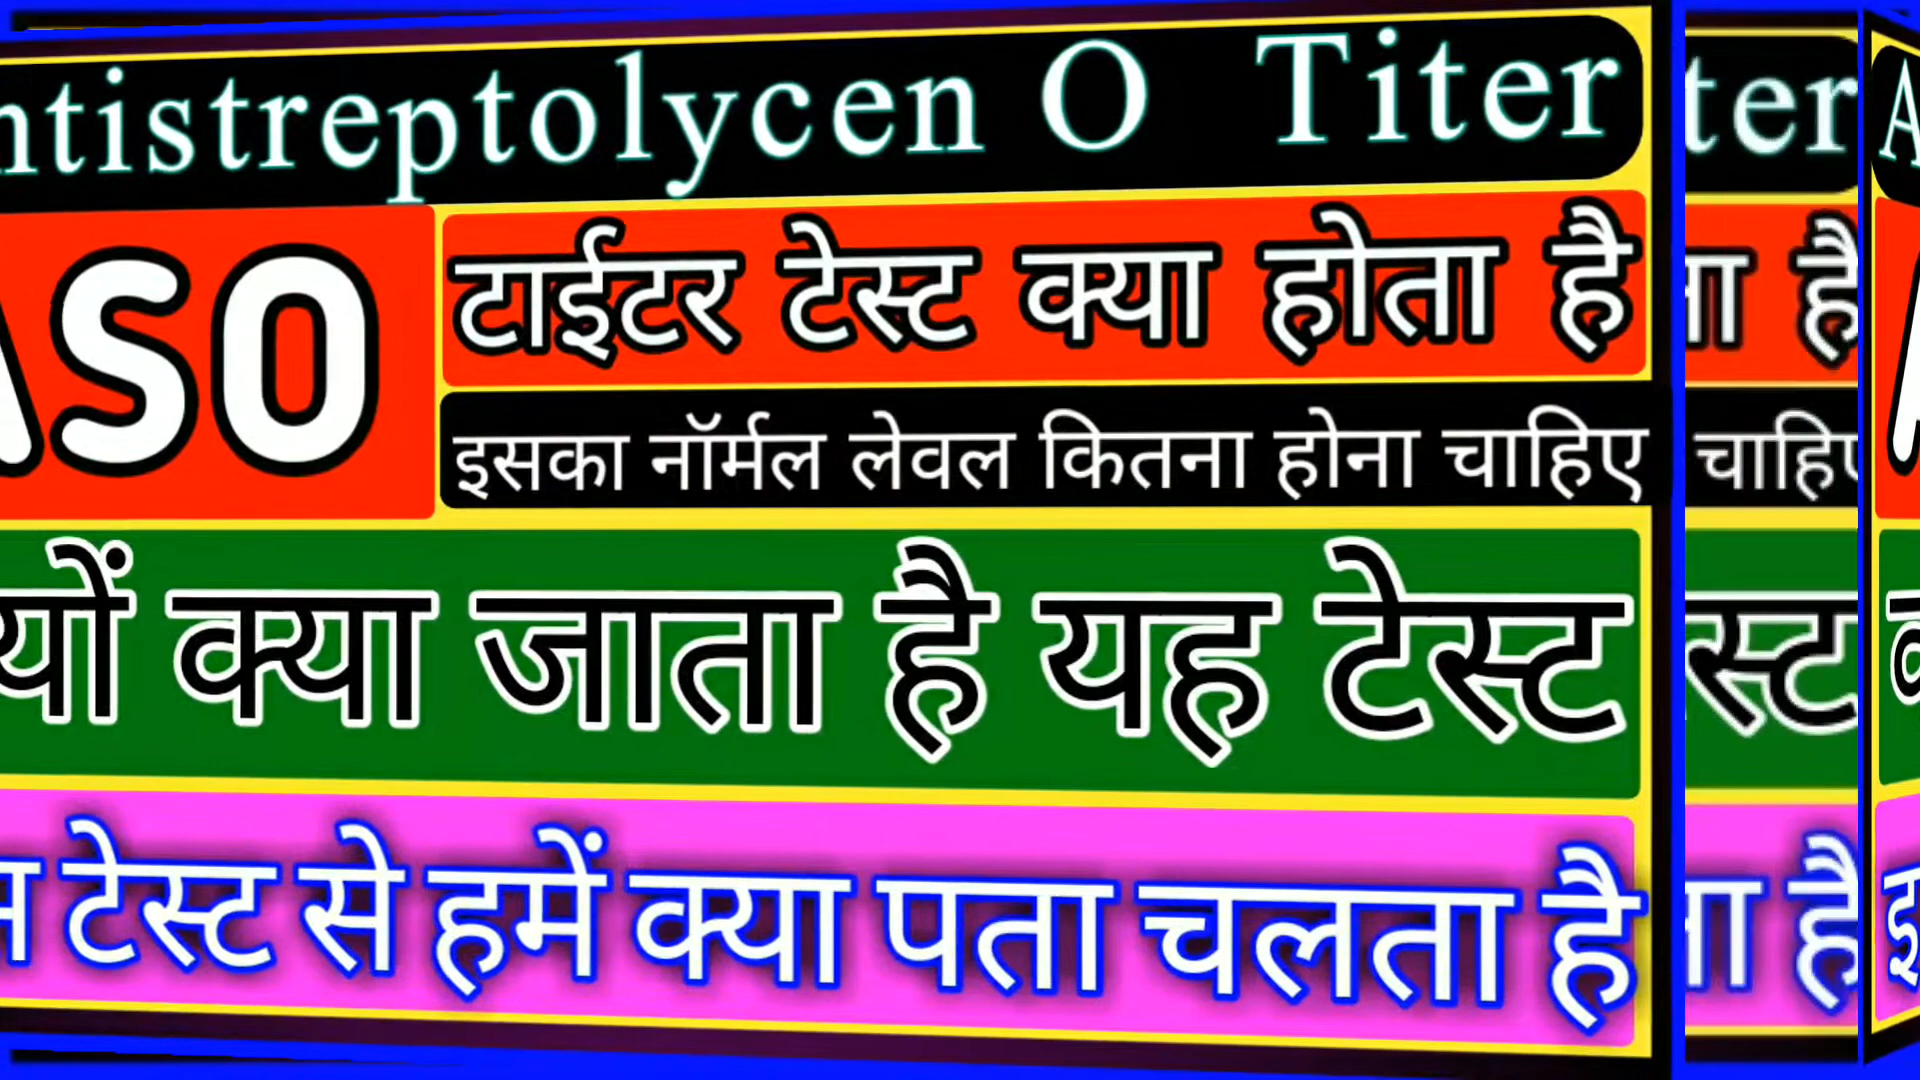 ntistreptolycen O Titer
ASO
टाईटर टेस्ट क्या होता है
इसका नॉर्मल लेवल कितना होना चाहिए
यों क्या जाता है यह टेस्ट
टेस्ट से हमें क्या पता चलता है